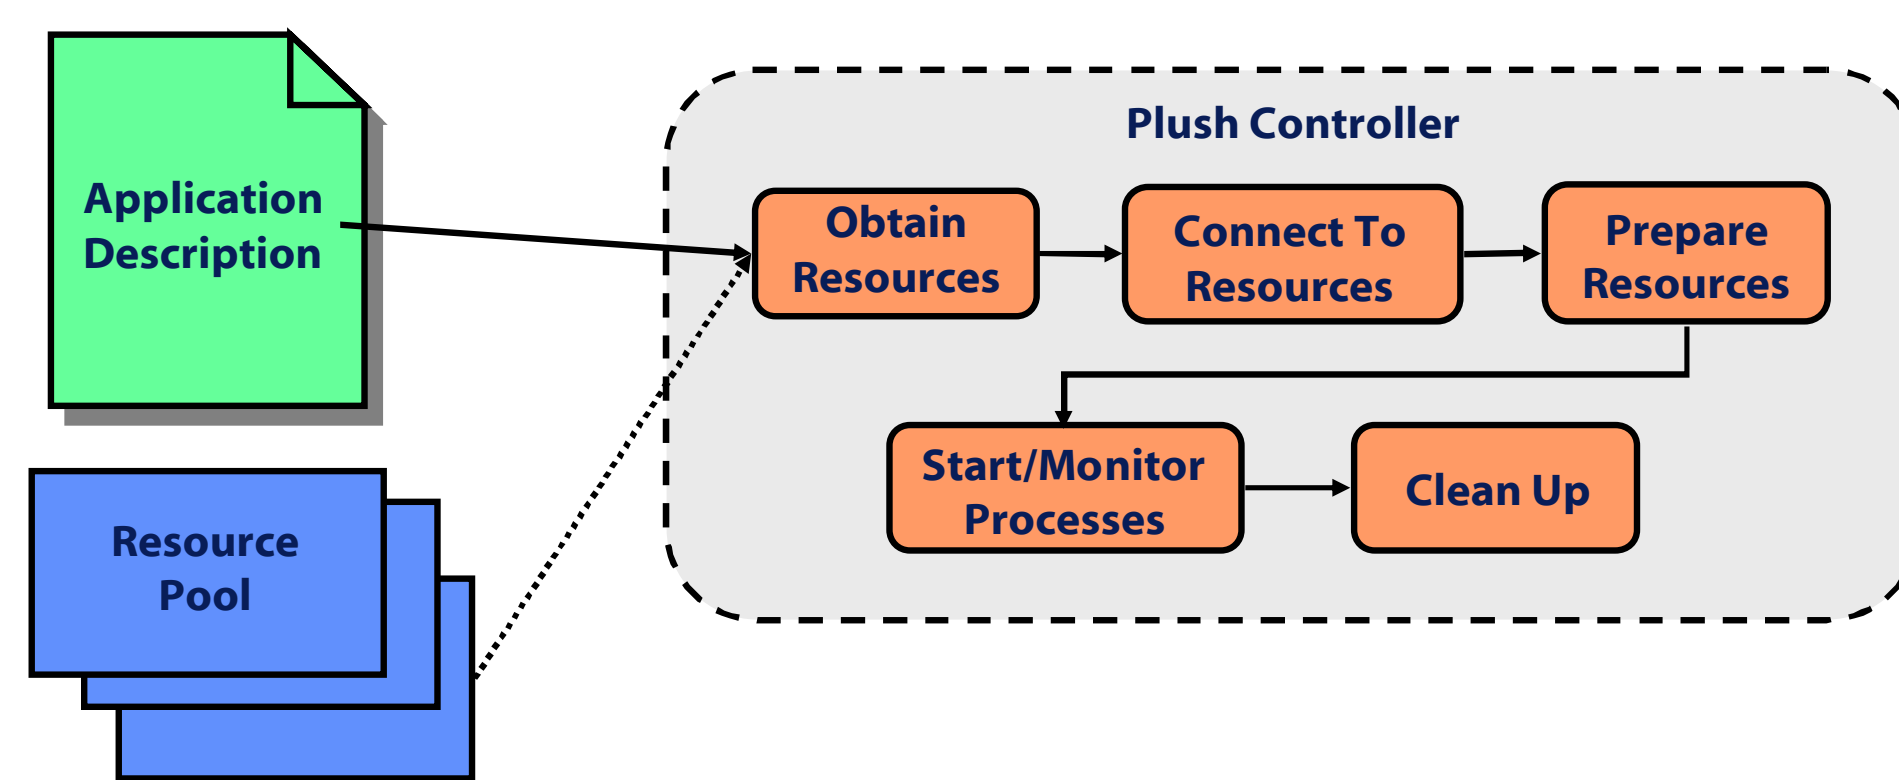 Application
Description
Resource
Pool
Plush Controller
Obtain
Resources
Connect To
Resources
Prepare
Resources
Start/Monitor
Processes
Clean Up